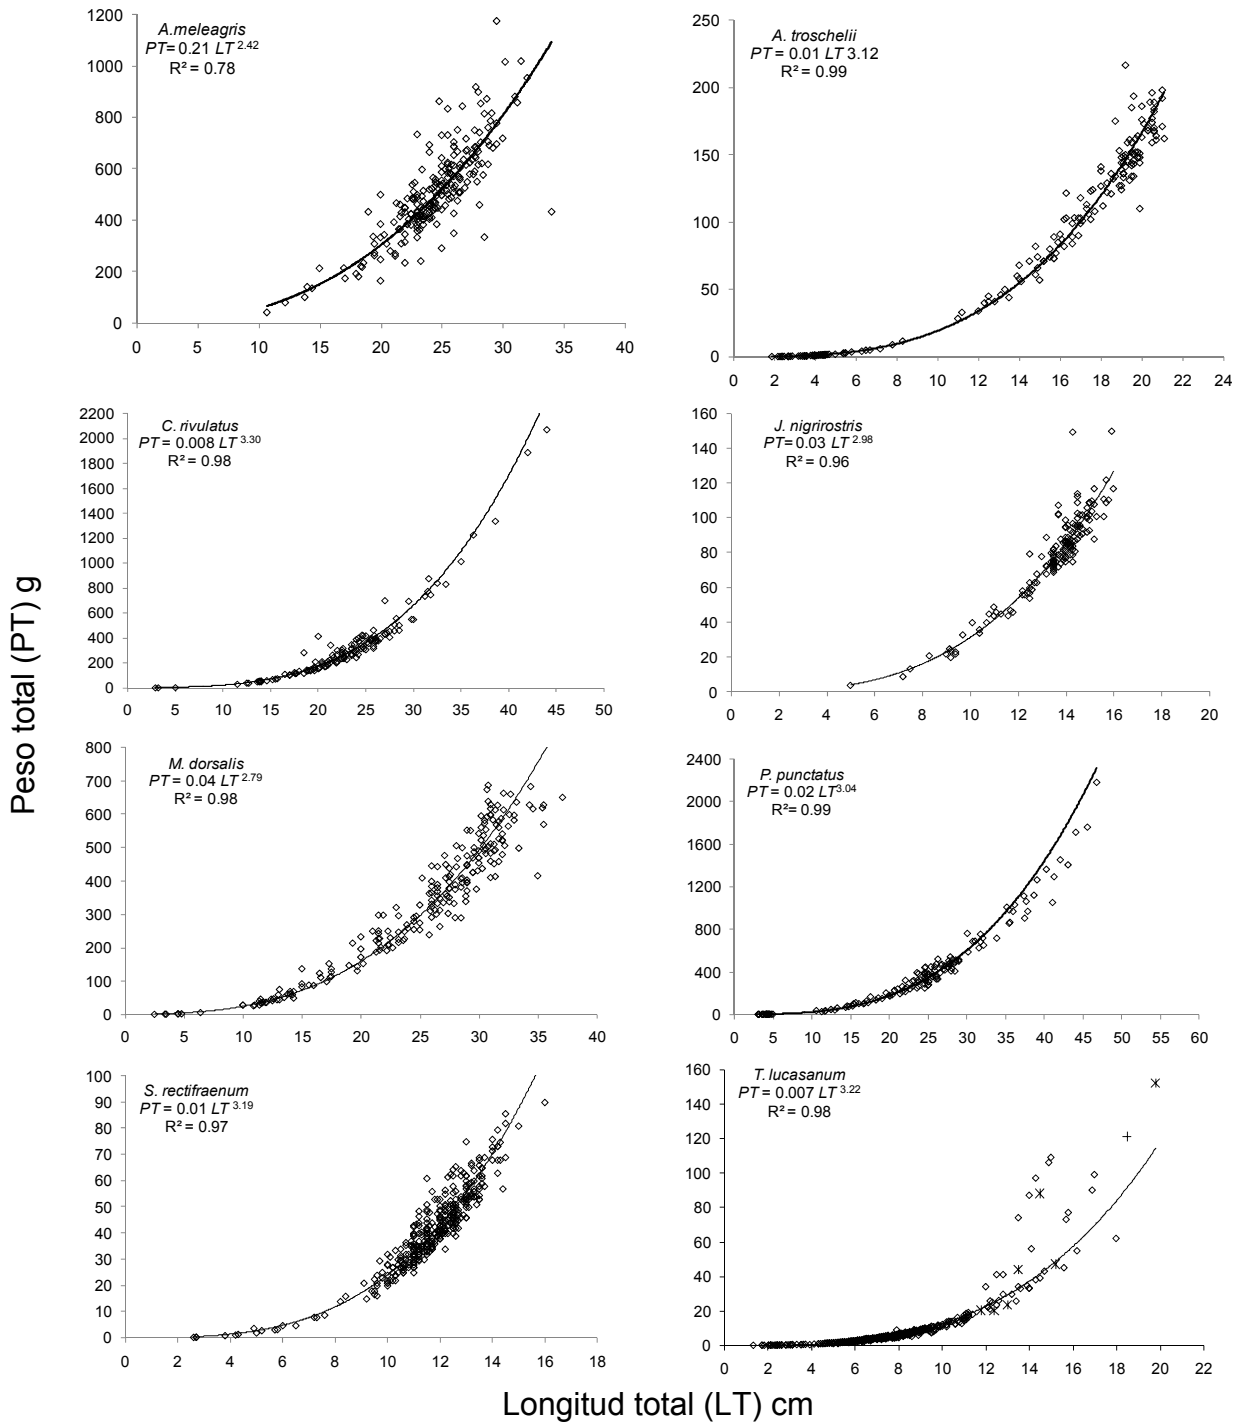 A.meleagris
PT= 0.21 LT 2.42
R² = 0.78
1200
1000
800
600
400
200
0
0 5 10 15 20 25 30 35 40
A. troschelii
PT = 0.01 LT 3.12
R² = 0.99
250
200
150
100
50
0
0 2 4 6 8 10 12 14 16 18 20 22 24
C. rivulatus
PT = 0.008 LT 3.30
R² = 0.98
2200
2000
1800
1600
1400
1200
1000
800
600
400
200
0
0 5 10 15 20 25 30 35 40 45 50
J. nigrirostris
PT= 0.03 LT 2.98
R² = 0.96
160
140
120
100
80
60
40
20
0
0 2 4 6 8 10 12 14 16 18 20
Peso total (PT) g
M. dorsalis
PT = 0.04 LT 2.79
R² = 0.98
800
700
600
500
400
300
200
100
0
0 5 10 15 20 25 30 35 40
P. punctatus
PT = 0.02 LT3.04
R²= 0.99
2400
2000
1600
1200
800
400
0
0 5 10 15 20 25 30 35 40 45 50 55 60
S. rectifraenum
PT = 0.01 LT 3.19
R² = 0.97
100
90
80
70
60
50
40
30
20
10
0
0 2 4 6 8 10 12 14 16 18
T. lucasanum
PT = 0.007 LT 3.22
R² = 0.98
160
140
120
100
80
60
40
20
0
0 2 4 6 8 10 12 14 16 18 20 22
Longitud total (LT) cm